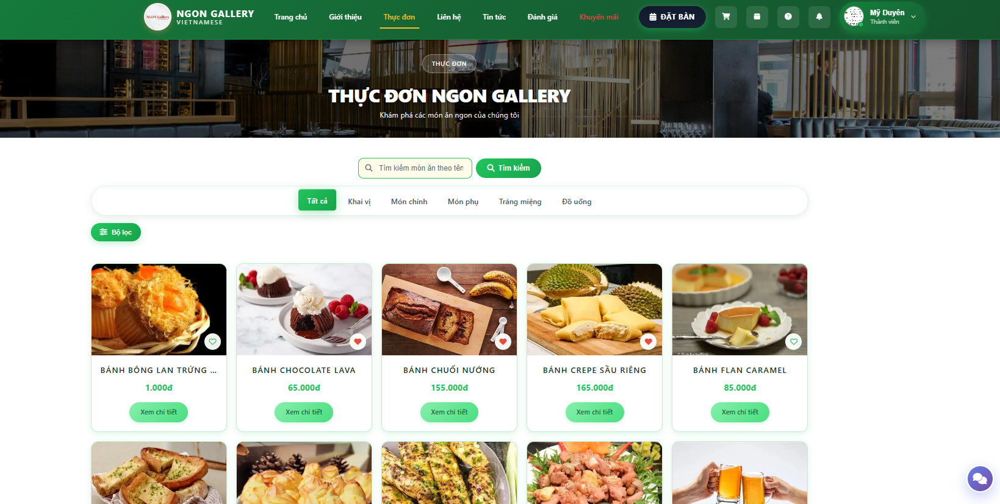 NGON Gallery
NGON GALLERY
VIETNAMESE
Trang chủ
Giới thiệu
Thực đơn
Liên hệ
Tin tức
Đánh giá
Khuyến mãi
ĐẶT BÀN
Mỹ Duyên
Thành viên
THỰC ĐƠN
THỰC ĐƠN NGON GALLERY
Khám phá các món ăn ngon của chúng tôi
Tìm kiếm món ăn theo tên
Tìm kiếm
Tất cả
Khai vị
Món chính
Món phụ
Tráng miệng
Đồ uống
Bộ lọc
BÁNH BÔNG LAN TRỨNG ...
1.000đ
Xem chi tiết
BÁNH CHOCOLATE LAVA
65.000đ
Xem chi tiết
BÁNH CHUỐI NƯỚNG
155.000đ
Xem chi tiết
BÁNH CREPE SẦU RIÊNG
165.000đ
Xem chi tiết
© RunAwayRice
BÁNH FLAN CARAMEL
85.000đ
Xem chi tiết